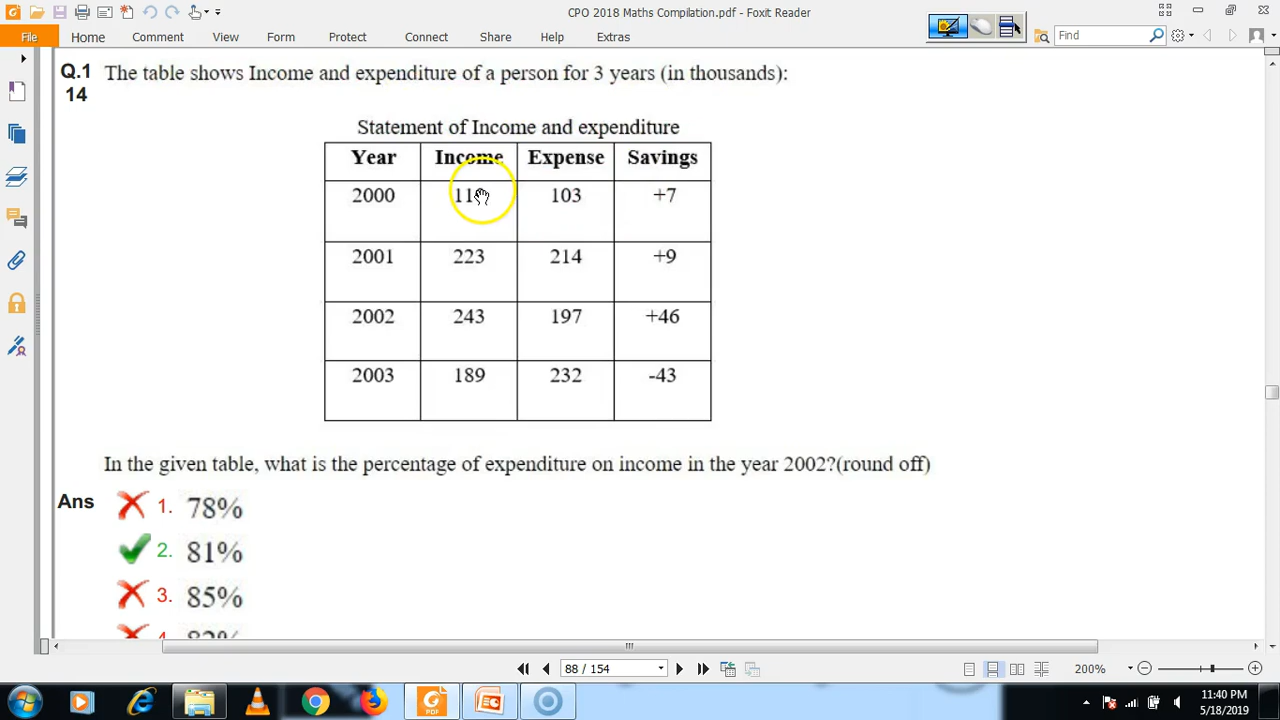 CPO 2018 Maths Compilation.pdf - Foxit Reader
File Home Comment View Form Protect Connect Share Help Extras Find
Q.1 The table shows Income and expenditure of a person for 3 years (in thousands):
14
Statement of Income and expenditure
Year Income Expense Savings
2000 103 +7
2001 223 214 +9
2002 243 197 +46
2003 189 232 -43
In the given table, what is the percentage of expenditure on income in the year 2002?(round off)
Ans
1. 78%
2. 81%
3. 85%
4.
88 / 154
200%
PDF
11:40 PM
5/18/2019